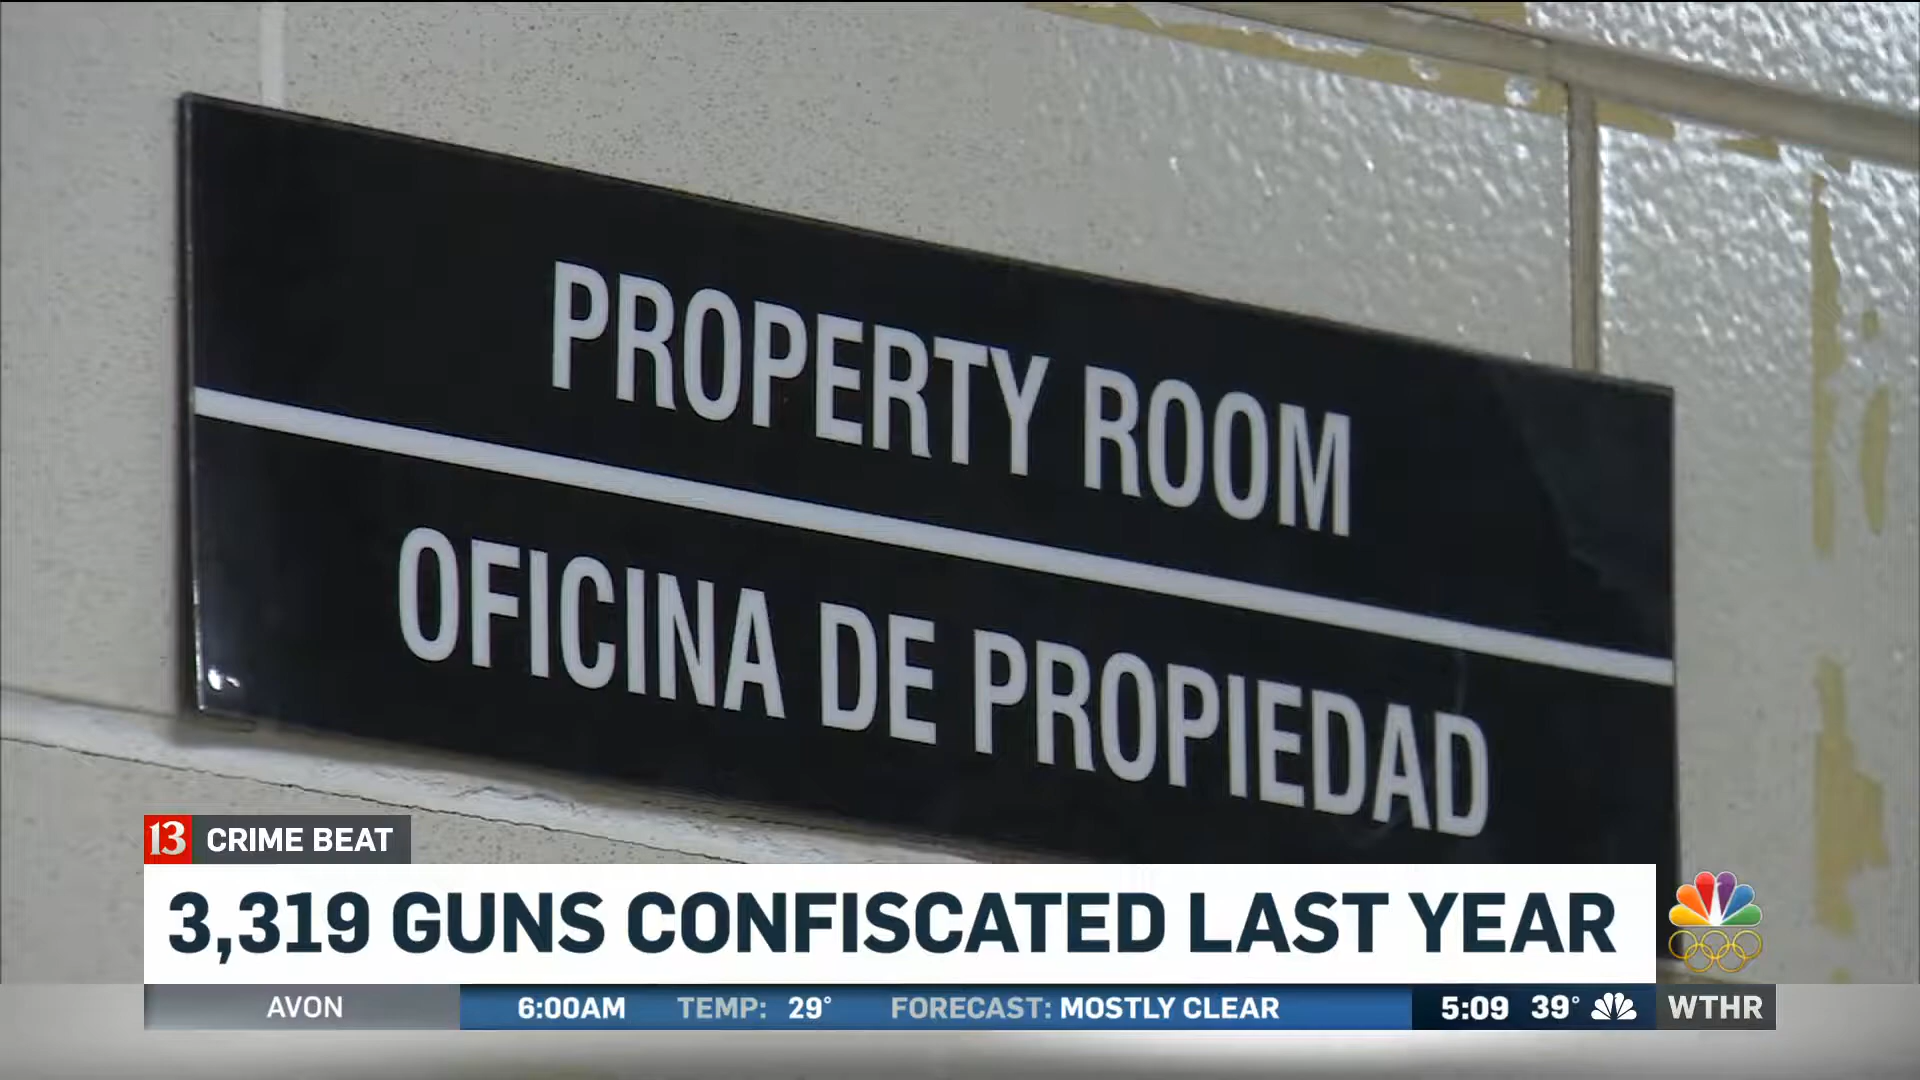 PROPERTY ROOM
OFICINA DE PROPIEDAD
13 CRIME BEAT
3,319 GUNS CONFISCATED LAST YEAR
AVON 6:00AM TEMP: 29° FORECAST: MOSTLY CLEAR 5:09 39° WTHR